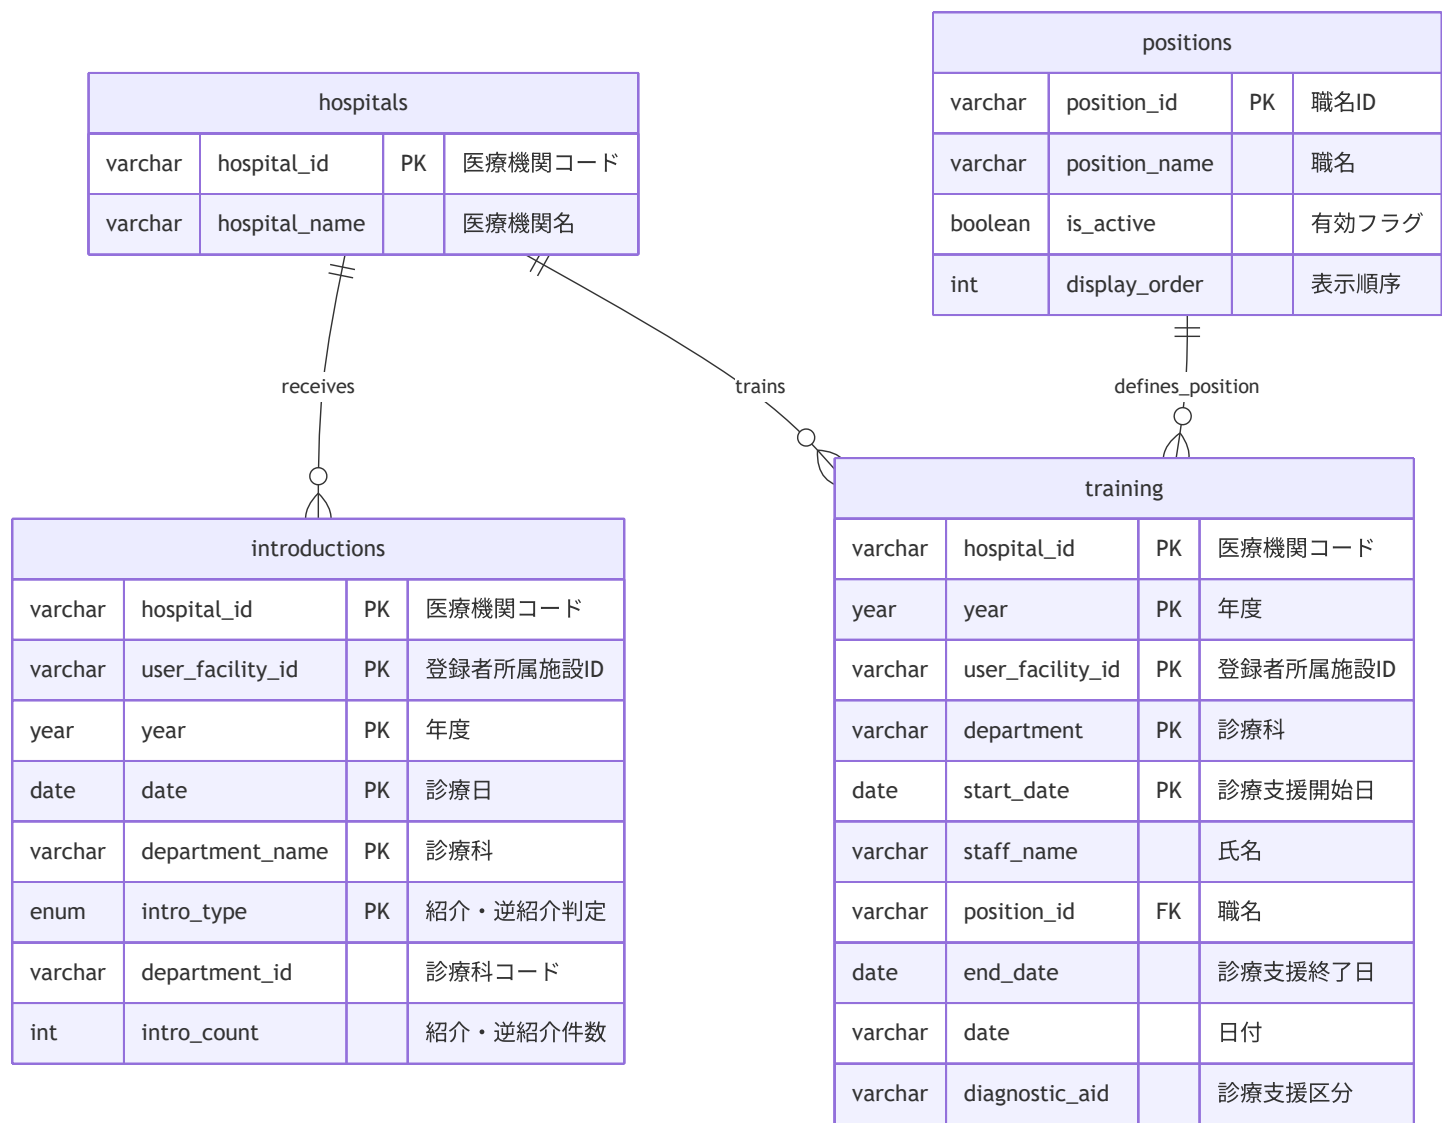 positions
varchar position_id PK 職名ID
varchar position_name 職名
boolean is_active 有効フラグ
int display_order 表示順序
hospitals
varchar hospital_id PK 医療機関コード
varchar hospital_name 医療機関名
receives
trains
defines_position
introductions
varchar hospital_id PK 医療機関コード
varchar user_facility_id PK 登録者所属施設ID
year year PK 年度
date date PK 診療日
varchar department_name PK 診療科
enum intro_type PK 紹介・逆紹介判定
varchar department_id 診療科コード
int intro_count 紹介・逆紹介件数
training
varchar hospital_id PK 医療機関コード
year year PK 年度
varchar user_facility_id PK 登録者所属施設ID
varchar department PK 診療科
date start_date PK 診療支援開始日
varchar staff_name 氏名
varchar position_id FK 職名
date end_date 診療支援終了日
varchar date 日付
varchar diagnostic_aid 診療支援区分